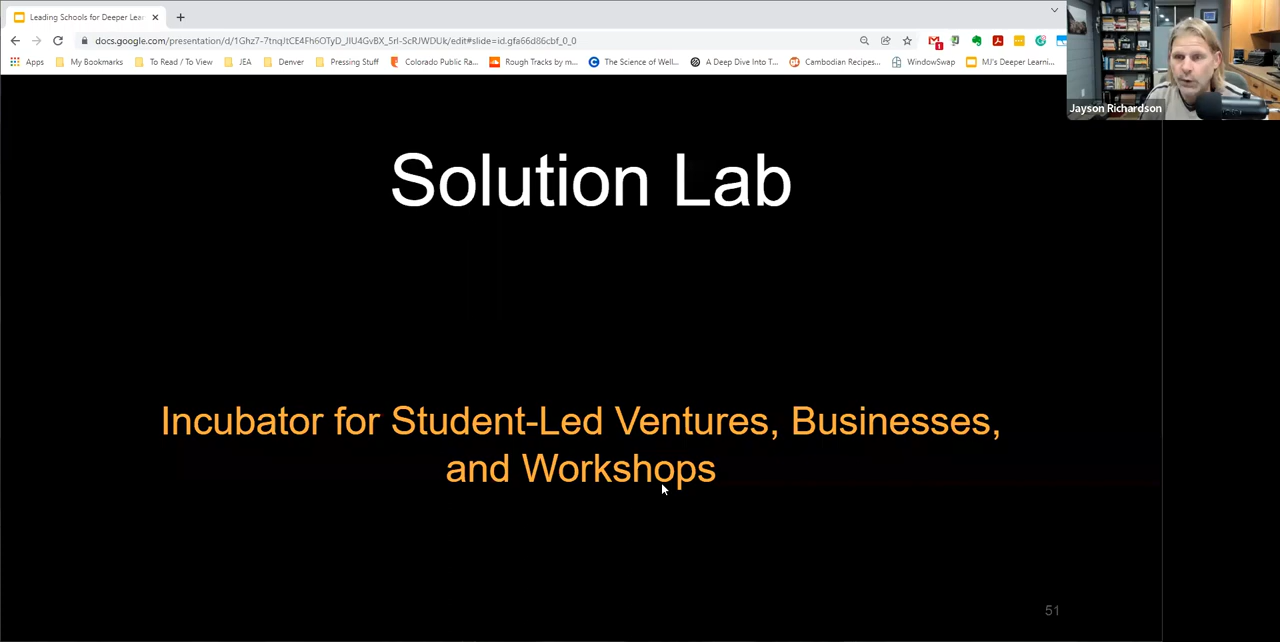 Leading Schools for Deeper Lear
docs.google.com/presentation/d/1Ghz7-7tnqJtCE4Fh6OTyD_JIU4GvBX_5rl-ScRJWDUk/edit#slide=id.gfa66d86cbf_0_0
Apps My Bookmarks To Read / To View JEA Denver Pressing Stuff Colorado Public Ra... Rough Tracks by m... The Science of Well... A Deep Dive Into T... Cambodian Recipes... WindowSwap MJ's Deeper Learni...
Jayson Richardson
Solution Lab
Incubator for Student-Led Ventures, Businesses,
and Workshops
51